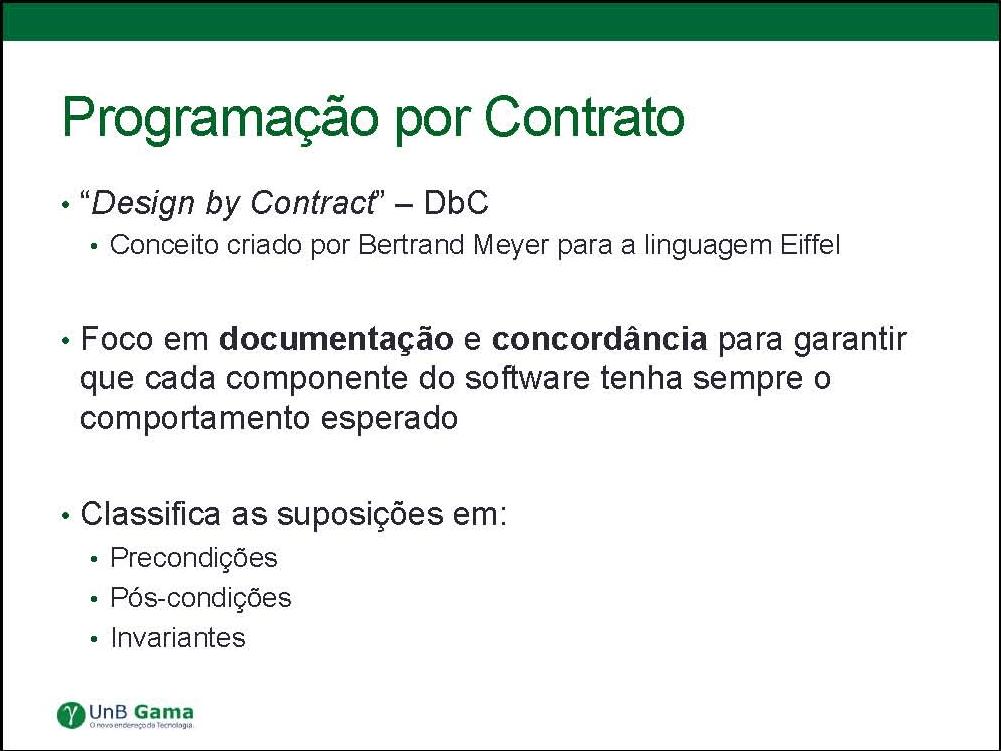 Programação por Contrato
• “Design by Contract” – DbC
• Conceito criado por Bertrand Meyer para a linguagem Eiffel
• Foco em documentação e concordância para garantir
que cada componente do software tenha sempre o
comportamento esperado
• Classifica as suposições em:
• Precondições
• Pós-condições
• Invariantes
UnB Gama
O novo endereço da Tecnologia.